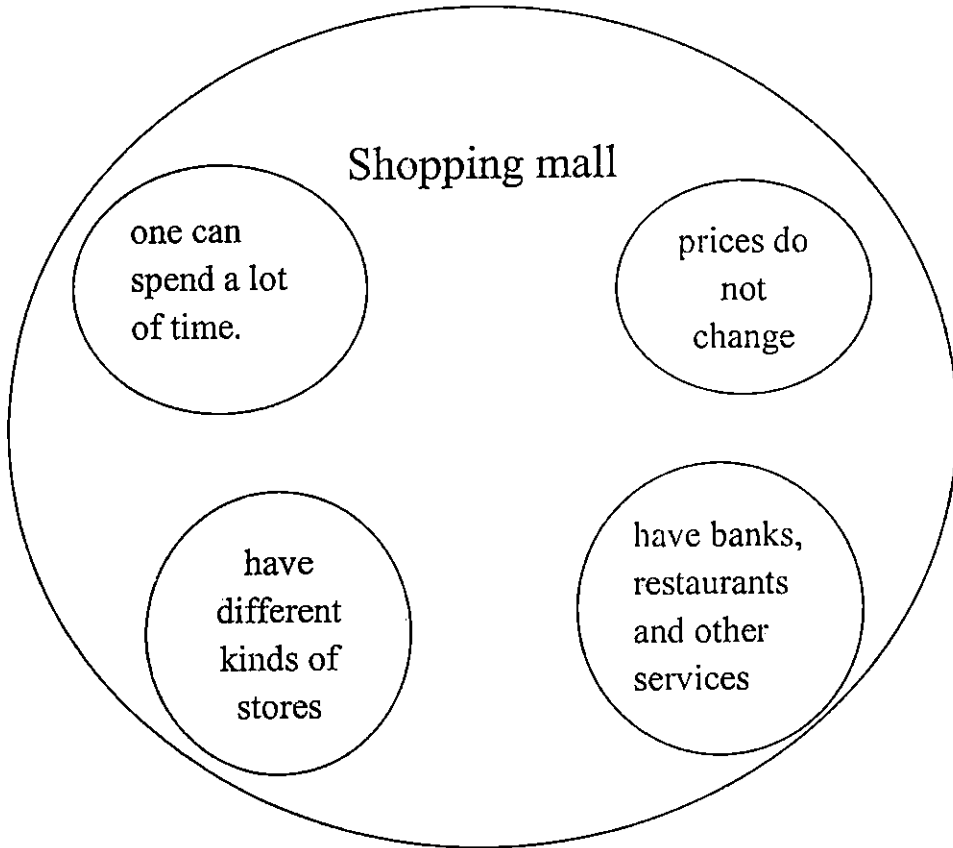 Shopping mall
one can
spend a lot
of time.
prices do
not
change
have
different
kinds of
stores
have banks,
restaurants
and other
services